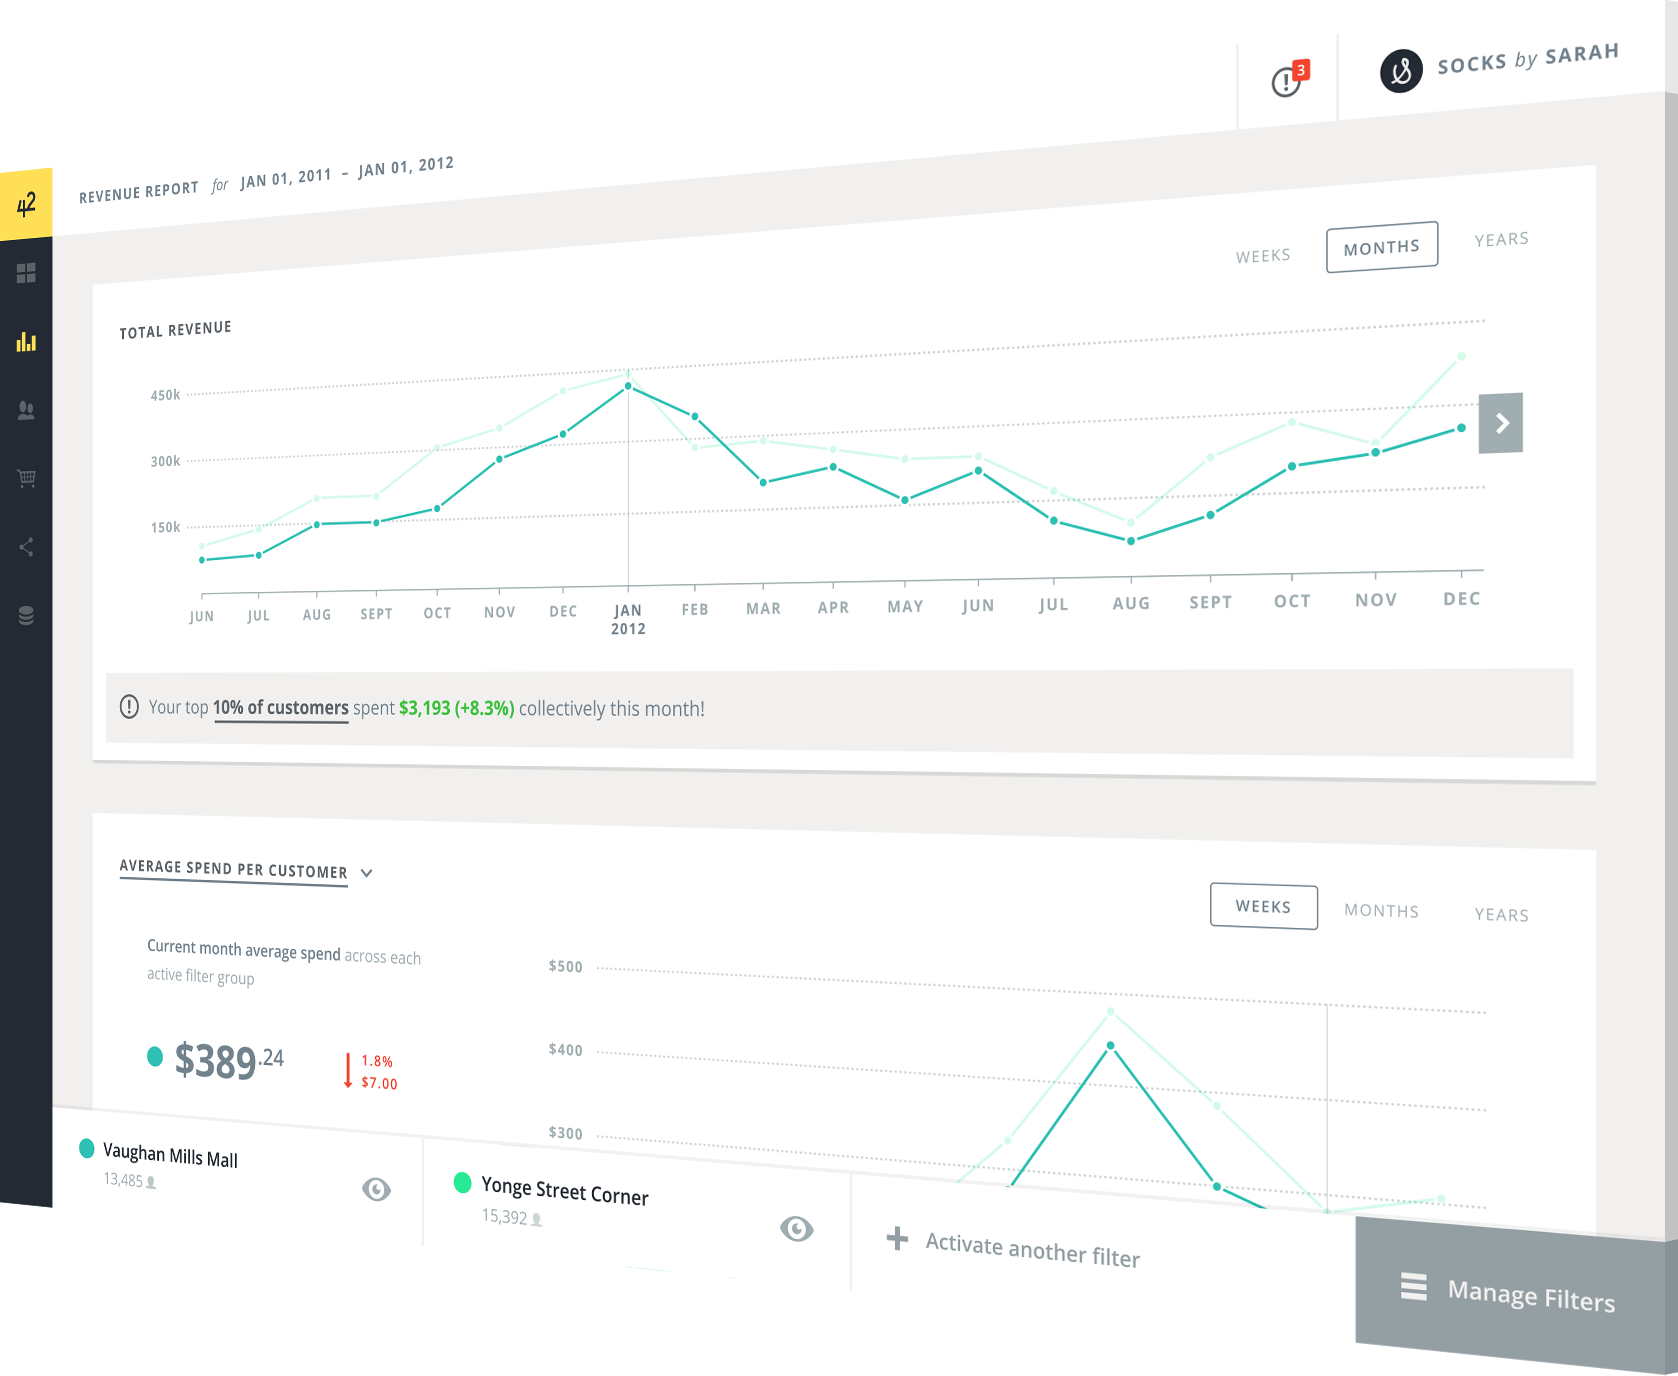 3
SOCKS by SARAH
42
REVENUE REPORT for JAN 01, 2011 – JAN 01, 2012
WEEKS MONTHS YEARS
TOTAL REVENUE
450k
300k
150k
JUN JUL AUG SEPT OCT NOV DEC JAN FEB MAR APR MAY JUN JUL AUG SEPT OCT NOV DEC
2012
Your top 10% of customers spent $3,193 (+8.3%) collectively this month!
AVERAGE SPEND PER CUSTOMER
WEEKS MONTHS YEARS
Current month average spend across each
active filter group
$389.24
1.8%
$7.00
$500
$400
$300
Vaughan Mills Mall
13,485
Yonge Street Corner
15,392
Activate another filter
Manage Filters